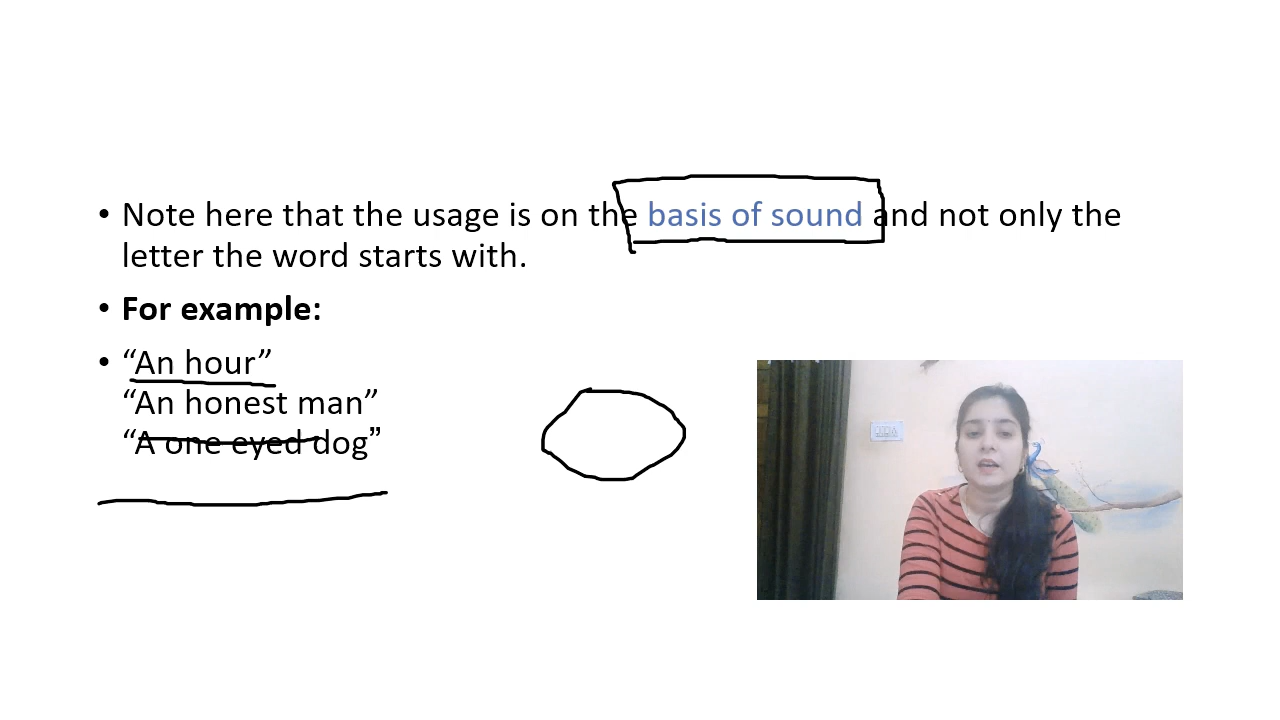 • Note here that the usage is on the basis of sound and not only the
letter the word starts with.
• For example:
• “An hour”
“An honest man”
“A one eyed dog”